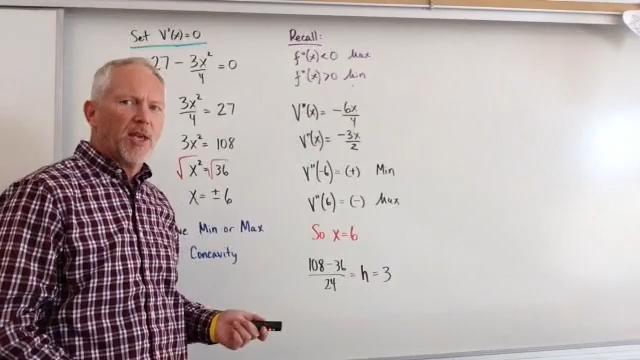 Set V'(x)=0
27 - 3x²/4 = 0
3x²/4 = 27
3x² = 108
√x² = √36
x = ± 6
Min or Max
Concavity
Recall:
f"(x)<0 Max
f"(x)>0 Min
V"(x) = -6x/4
V"(x) = -3x/2
V"(-6) = (+) Min
V"(6) = (-) Max
So x=6
108-36/24 = h = 3